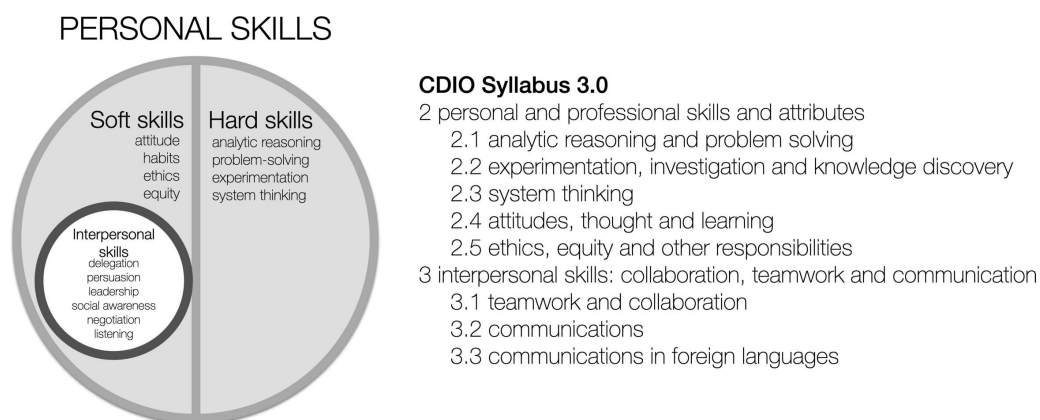 PERSONAL SKILLS
Soft skills
attitude
habits
ethics
equity
Interpersonal
skills
delegation
persuasion
leadership
social awareness
negotiation
listening
Hard skills
analytic reasoning
problem-solving
experimentation
system thinking
CDIO Syllabus 3.0
2 personal and professional skills and attributes
2.1 analytic reasoning and problem solving
2.2 experimentation, investigation and knowledge discovery
2.3 system thinking
2.4 attitudes, thought and learning
2.5 ethics, equity and other responsibilities
3 interpersonal skills: collaboration, teamwork and communication
3.1 teamwork and collaboration
3.2 communications
3.3 communications in foreign languages